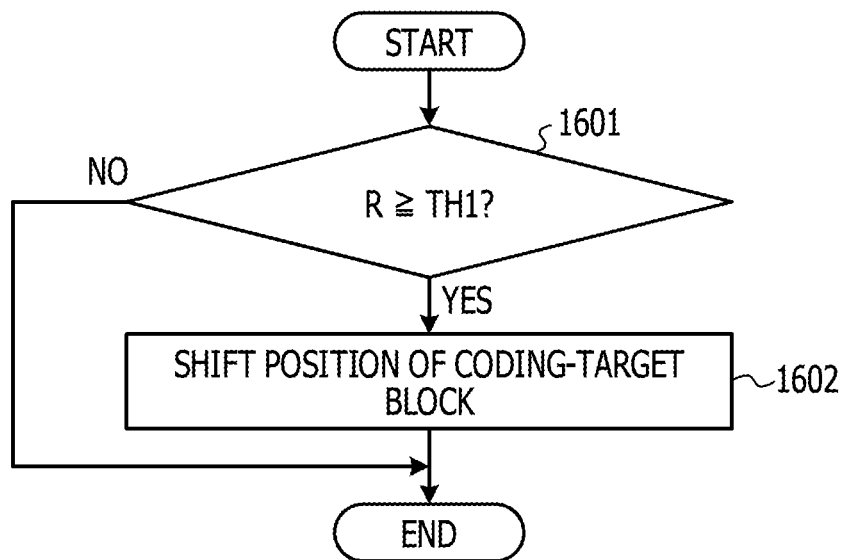 START
1601
NO
R ≧ TH1?
YES
SHIFT POSITION OF CODING-TARGET
BLOCK
1602
END